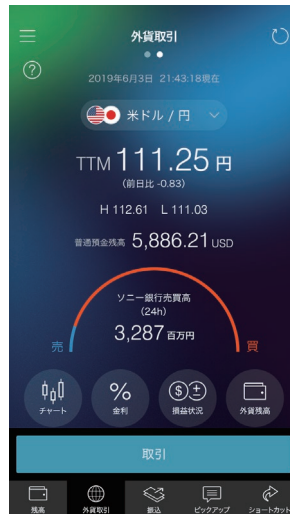 外貨取引
?
2019年6月3日 21:43:18現在
米ドル / 円
TTM 111.25 円
(前日比 -0.83)
H 112.61 L 111.03
普通預金残高 5,886.21 USD
ソニー銀行売買高
(24h)
3,287 百万円
売 買
チャート 金利 損益状況 外貨残高
取引
残高 外貨取引 振込 ピックアップ ショートカット